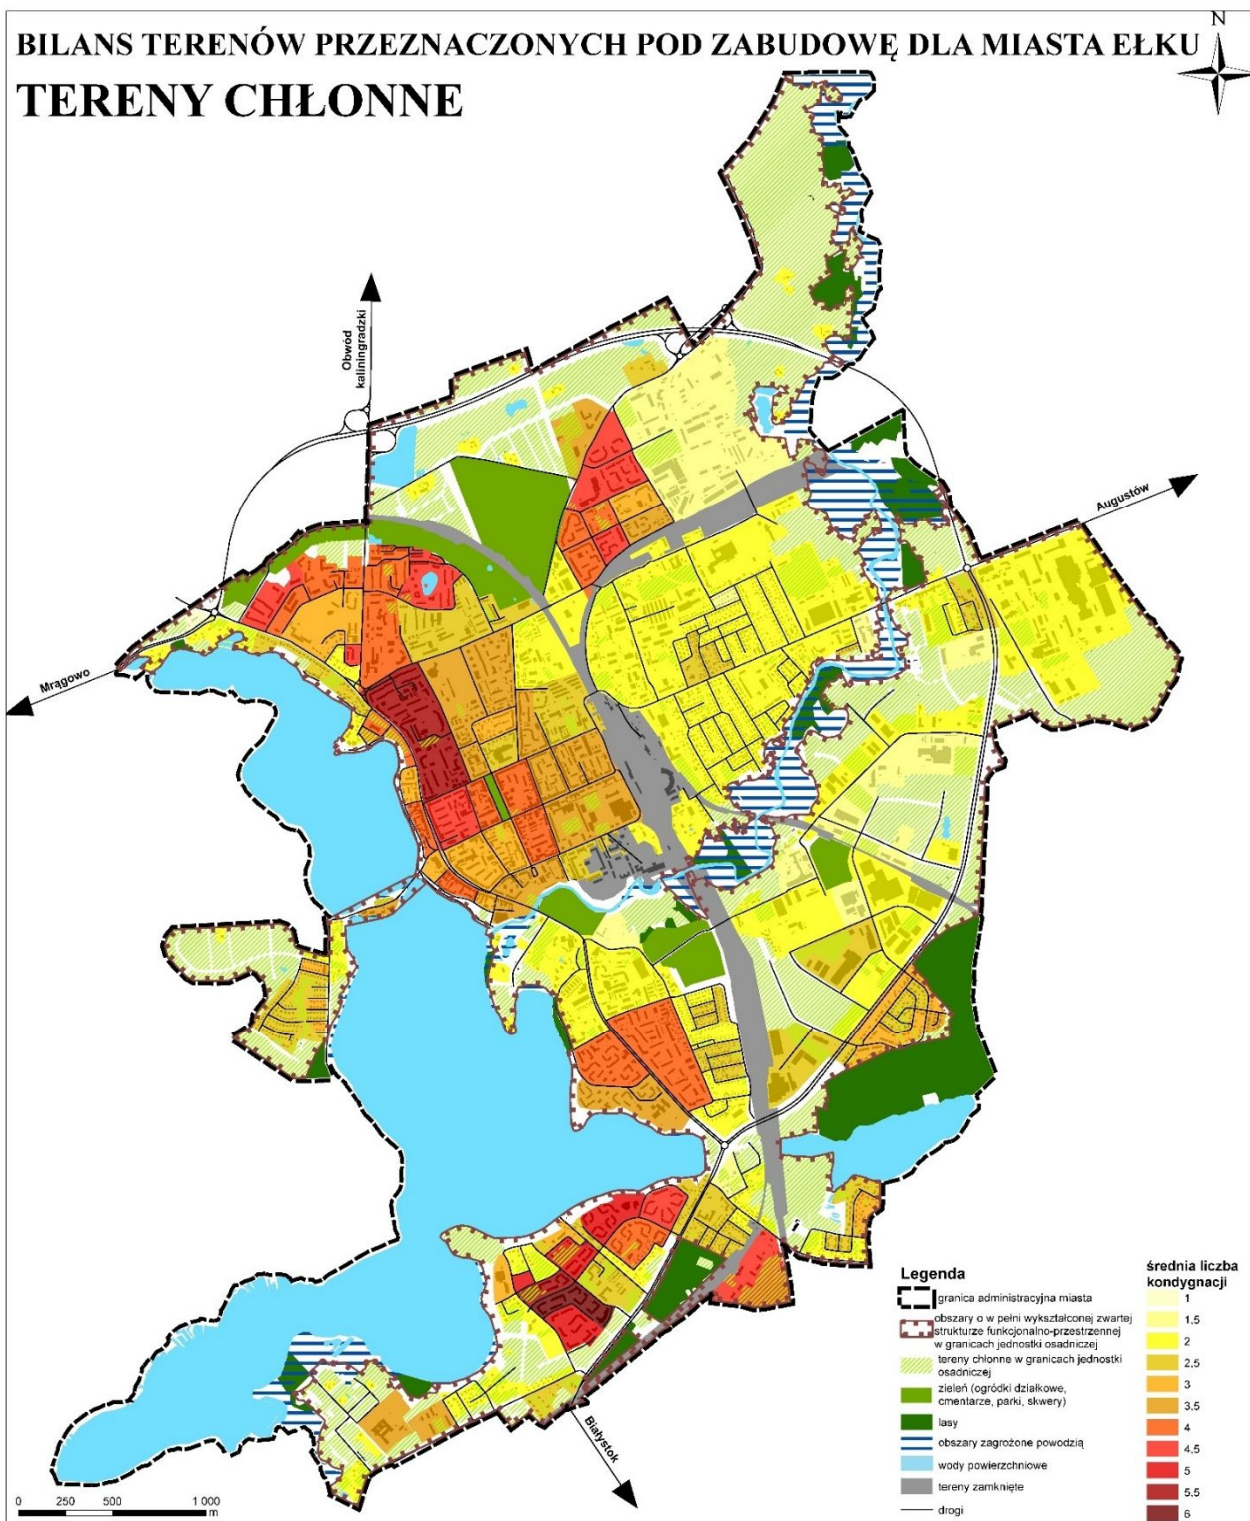 BILANS TERENÓW PRZEZNACZONYCH POD ZABUDOWĘ DLA MIASTA EŁKU
TERENY CHŁONNE
N
Obwód
kaliningradzki
Augustów
Mrągowo
Białystok
Legenda
granica administracyjna miasta
obszary o w pełni wykształconej zwartej
strukturze funkcjonalno-przestrzennej
w granicach jednostki osadniczej
tereny chłonne w granicach jednostki
osadniczej
zieleń (ogródki działkowe,
cmentarze, parki, skwery)
lasy
obszary zagrożone powodzią
wody powierzchniowe
tereny zamknięte
drogi
średnia liczba
kondygnacji
1
1.5
2
2.5
3
3.5
4
4.5
5
5.5
6
0 250 500 1 000
m